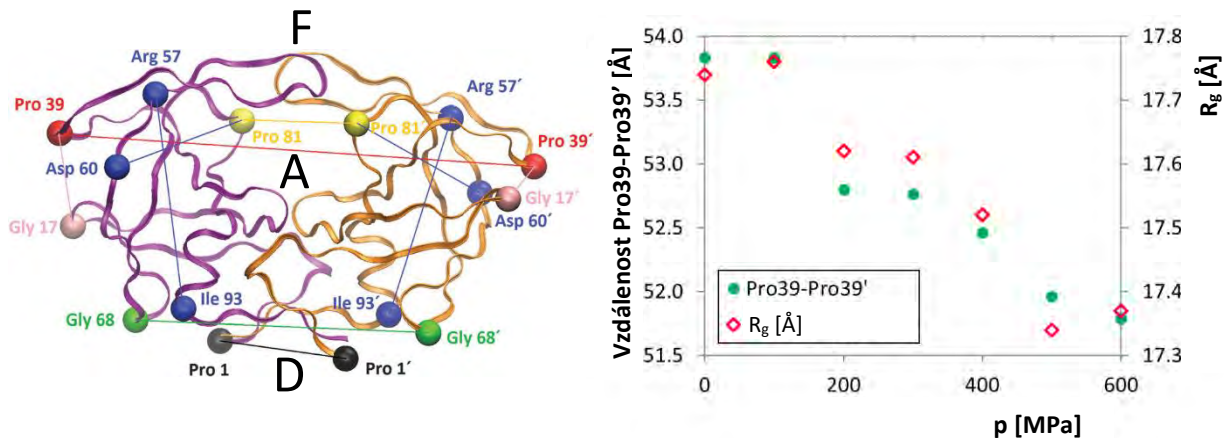 F
Arg 57
Arg 57´
Pro 39
Pro 81
Pro 81´
Pro 39´
Asp 60
A
Gly 17´
Gly 17
Asp 60´
Ile 93
Ile 93´
Gly 68
Gly 68´
Pro 1
D
Pro 1´
Vzdálenost Pro39-Pro39’ [Å]
54.0
53.5
53.0
52.5
52.0
51.5
Pro39-Pro39'
Rg [Å]
0
200
400
600
p [MPa]
17.8
17.7
17.6
17.5
17.4
17.3
Rg [Å]